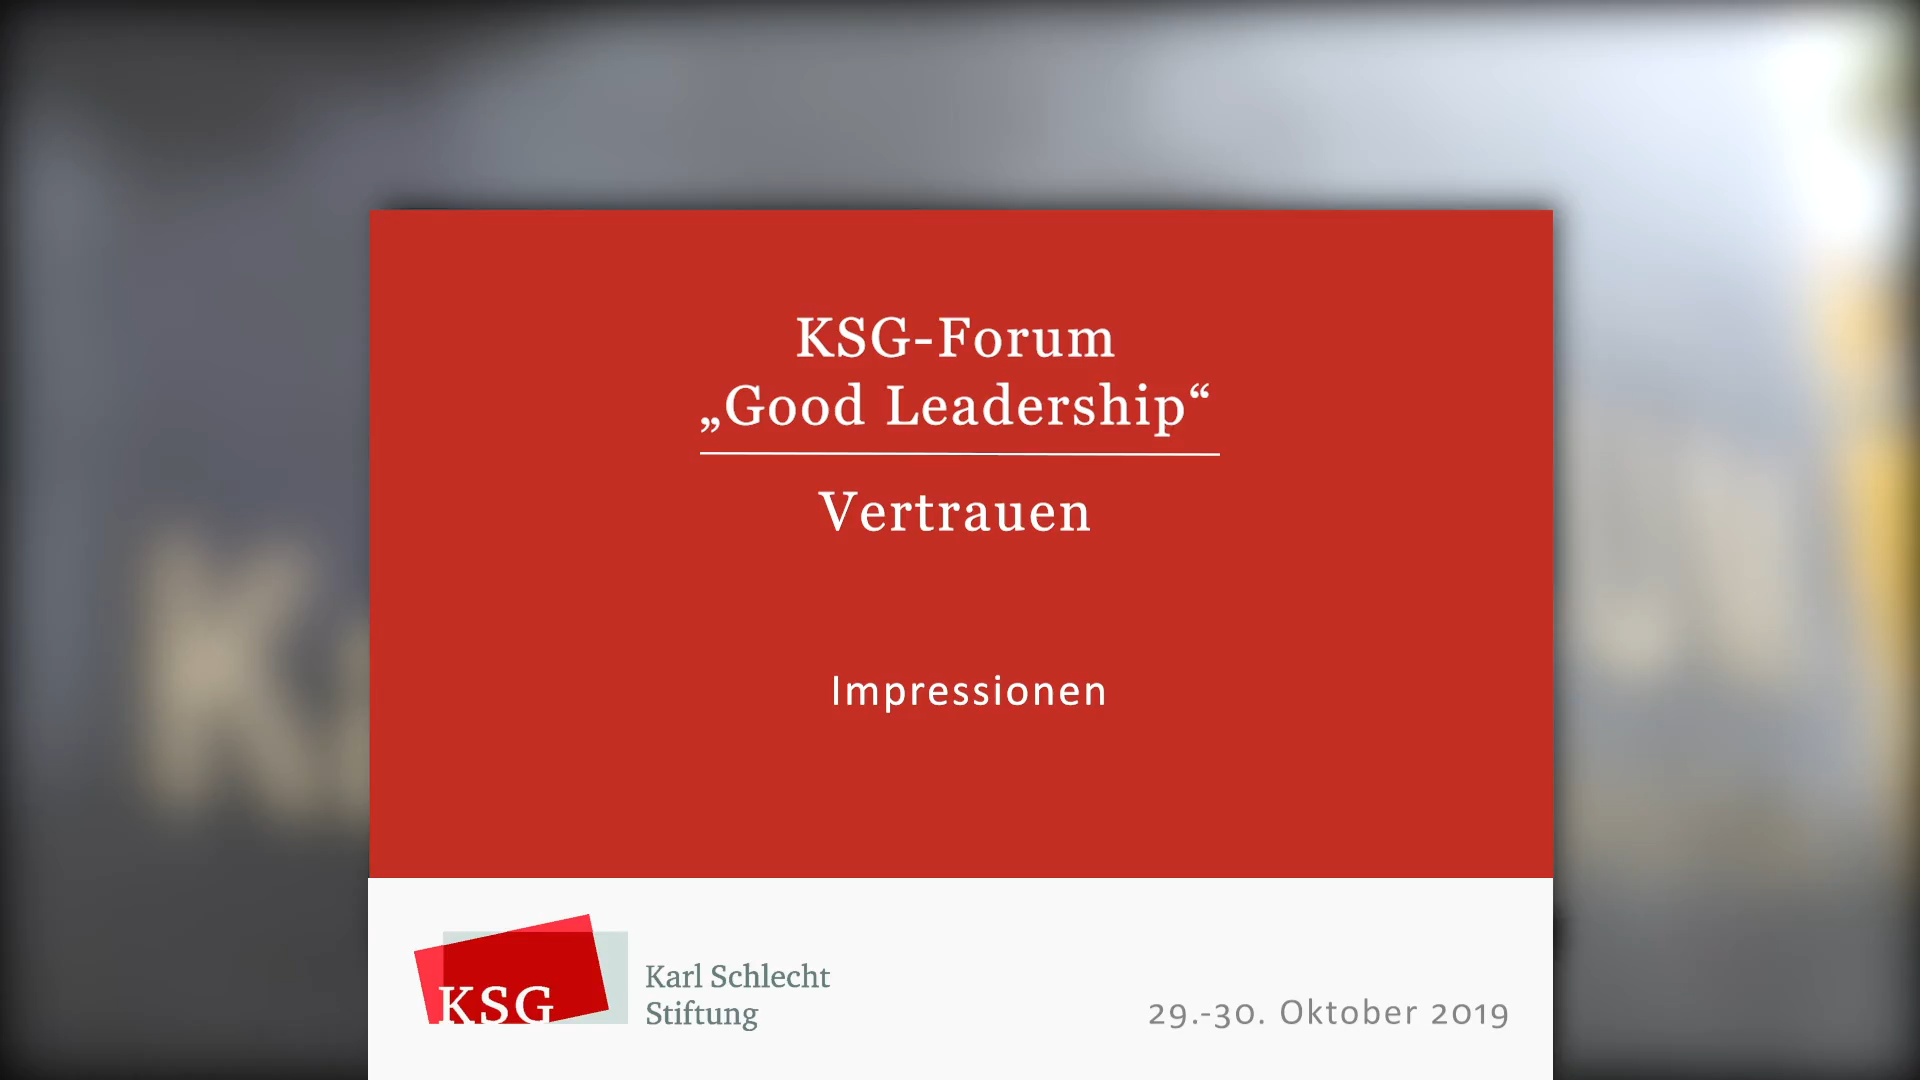 KSG-Forum
„Good Leadership“
Vertrauen
Impressionen
KSG
Karl Schlecht
Stiftung
29.-30. Oktober 2019